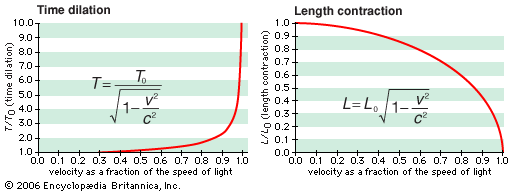 Time dilation
T/T₀ (time dilation)
10.0
9.0
8.0
7.0
6.0
5.0
4.0
3.0
2.0
1.0
T = T₀ / √(1 − v²/c²)
0.0 0.1 0.2 0.3 0.4 0.5 0.6 0.7 0.8 0.9 1.0
velocity as a fraction of the speed of light
Length contraction
L/L₀ (length contraction)
1.0
0.9
0.8
0.7
0.6
0.5
0.4
0.3
0.2
0.1
0.0
L = L₀ √(1 − v²/c²)
0.0 0.1 0.2 0.3 0.4 0.5 0.6 0.7 0.8 0.9 1.0
velocity as a fraction of the speed of light
© 2006 Encyclopædia Britannica, Inc.